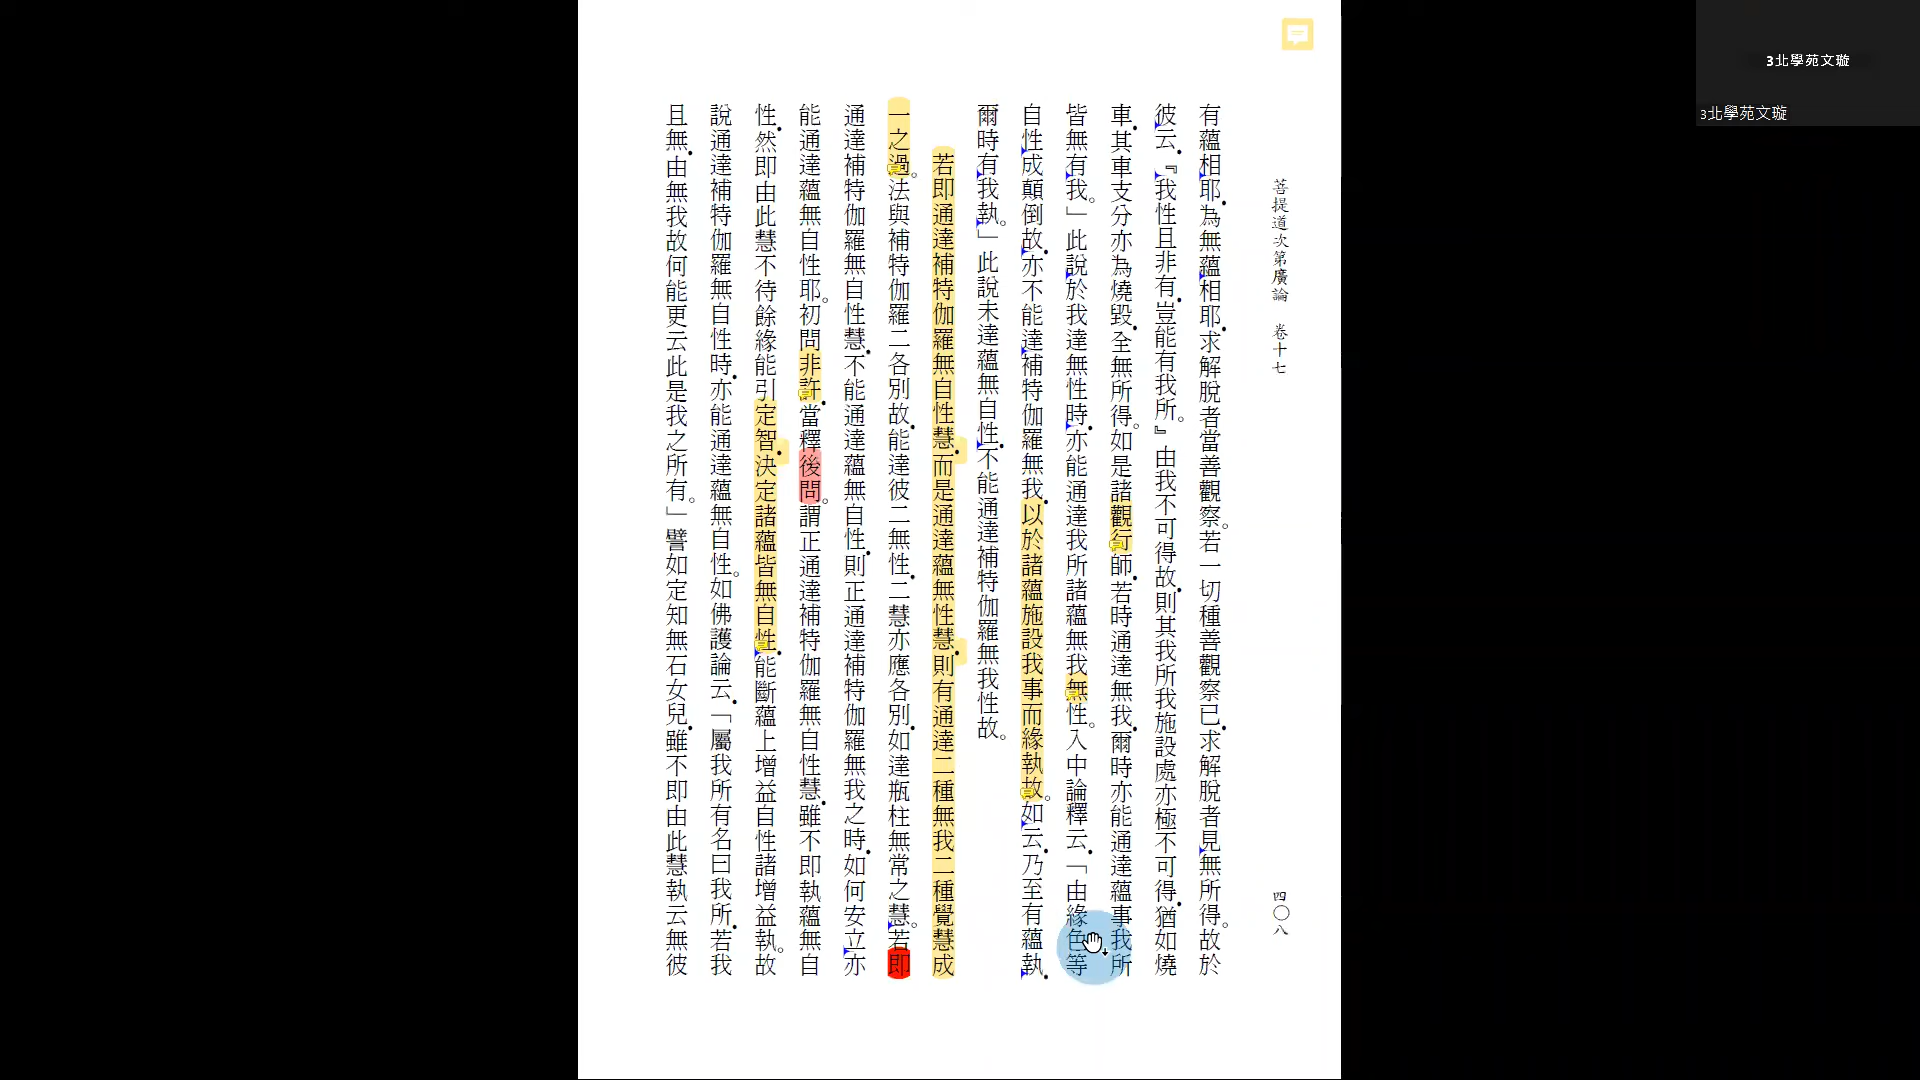 菩提道次第廣論　卷十七
四〇八
有蘊相耶，為無蘊相耶，求解脫者當善觀察。若一切種善觀察已，求解脫者見無所得。故於
彼云，『我性且非有，豈能有我所。』由我不可得故，則其我所我施設處亦極不可得，猶如燒
車，其車支分亦為燒毀，全無所得。如是諸觀行師，若時通達無我，爾時亦能通達蘊事我所
皆無有我。」此說於我達無性時，亦能通達我所諸蘊無我無性。入中論釋云，「由緣色等
自性成顛倒故，亦不能達補特伽羅無我，以於諸蘊施設我事而緣執故。如云，乃至有蘊執，
爾時有我執。」此說未達蘊無自性，不能通達補特伽羅無我性故。
若即通達補特伽羅無自性慧，而是通達蘊無性慧，則有通達二種無我二種覺慧成
一之過。法與補特伽羅二各別故，能達彼二無性，二慧亦應各別，如達瓶柱無常之慧。若即
通達補特伽羅無自性慧，不能通達蘊無自性，則正通達補特伽羅無我之時，如何安立亦
能通達蘊無自性耶。初問非許，當釋後問。謂正通達補特伽羅無自性慧，雖不即執蘊無自
性，然即由此慧不待餘緣能引定智，決定諸蘊皆無自性，能斷蘊上增益自性諸增益執。故
說通達補特伽羅無自性時，亦能通達蘊無自性。如佛護論云，「屬我所有名曰我所，若我
且無，由無我故何能更云此是我之所有。」譬如定知無石女兒，雖不即由此慧執云無彼
3北學苑文璇
3北學苑文璇